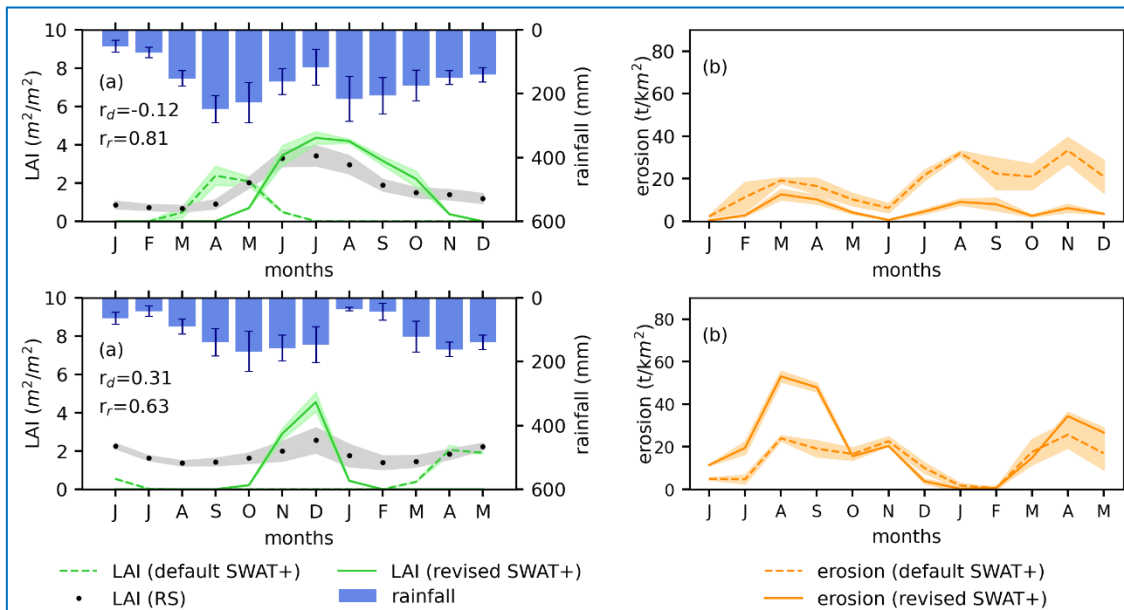 10
8
6
4
2
0
LAI (m²/m²)
(a)
r_d=-0.12
r_r=0.81
0
200
400
600
rainfall (mm)
J F M A M J J A S O N D
months
80
60
40
20
0
erosion (t/km²)
(b)
J F M A M J J A S O N D
months
10
8
6
4
2
0
LAI (m²/m²)
(a)
r_d=0.31
r_r=0.63
0
200
400
600
rainfall (mm)
J J A S O N D J F M A M
months
80
60
40
20
0
erosion (t/km²)
(b)
J J A S O N D J F M A M
months
LAI (default SWAT+)
LAI (revised SWAT+)
LAI (RS)
rainfall
erosion (default SWAT+)
erosion (revised SWAT+)